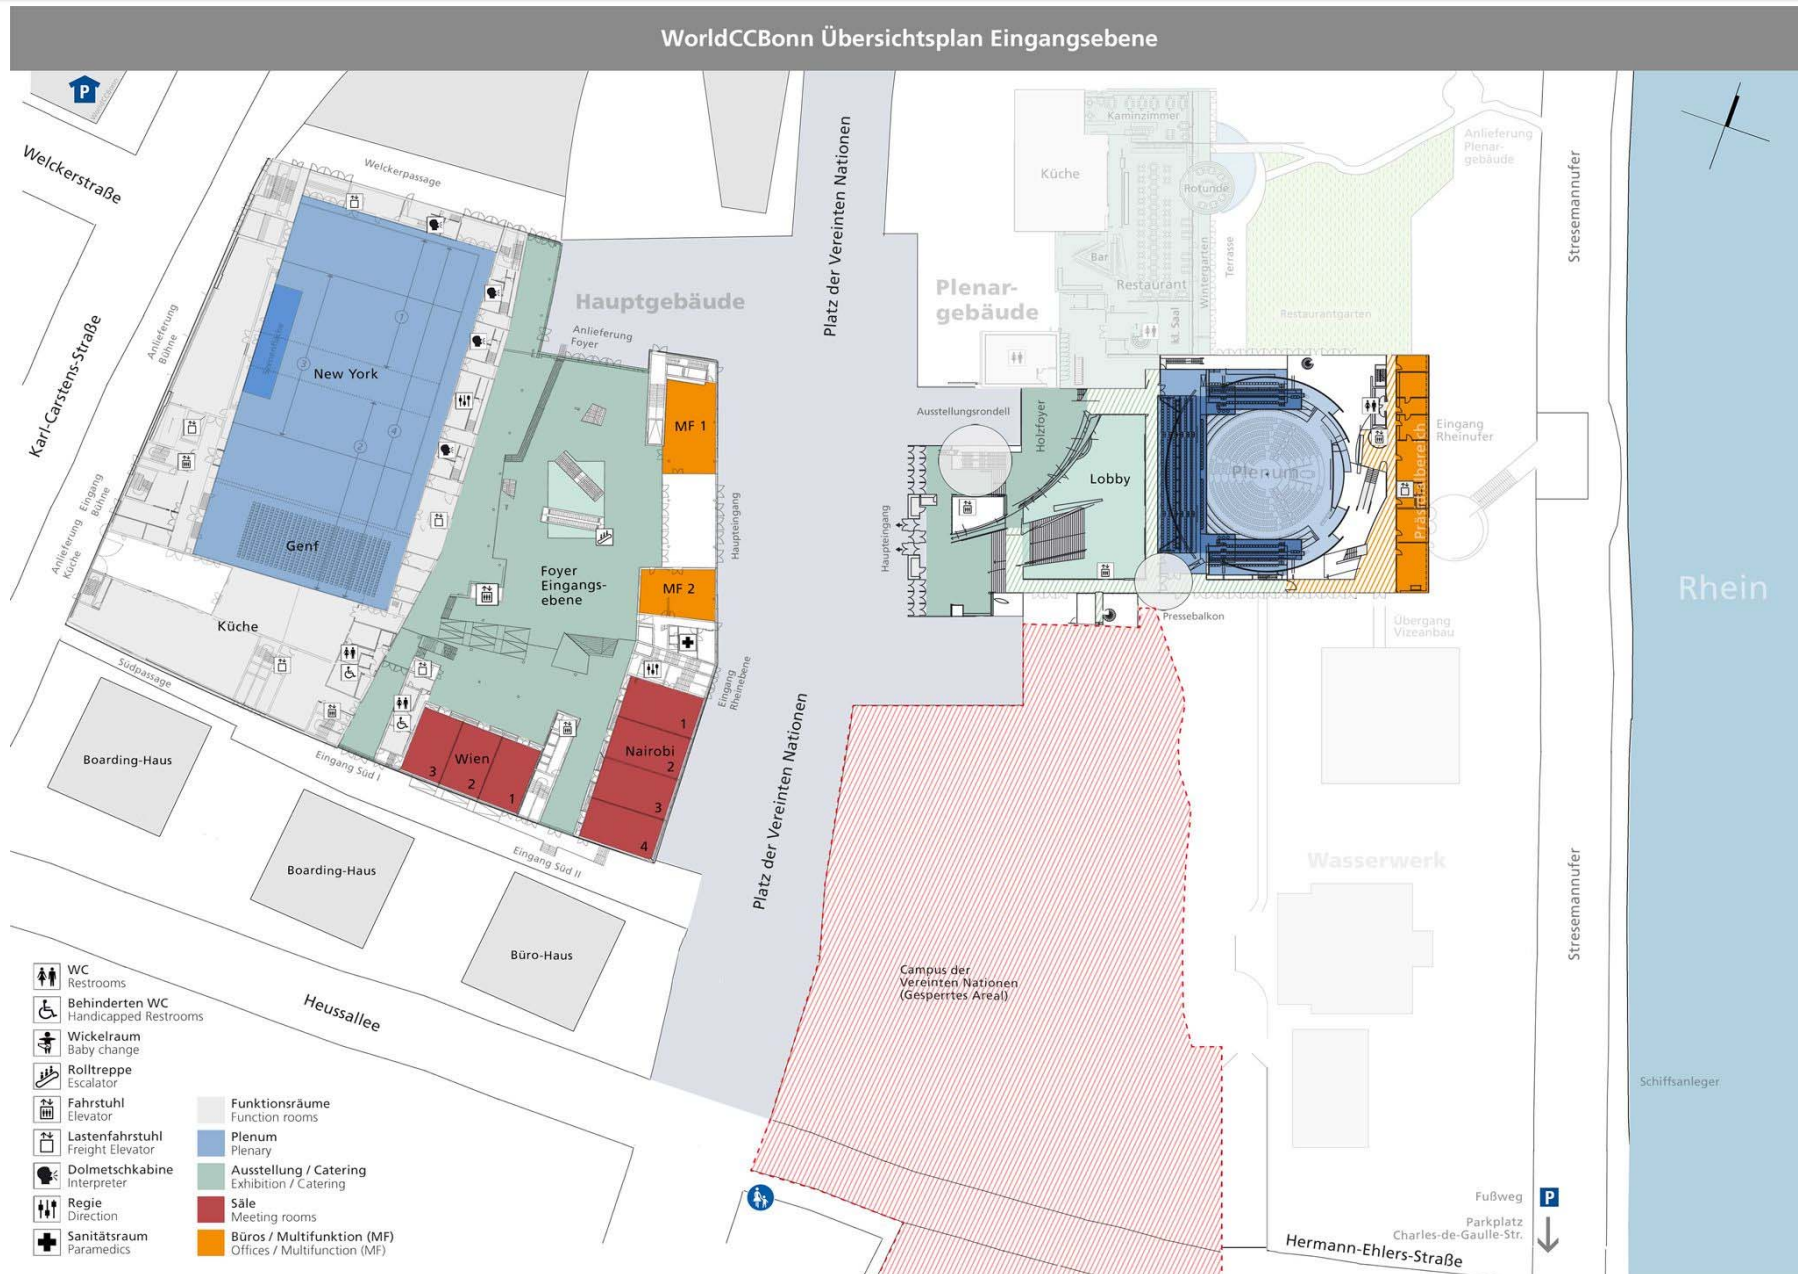 WorldCCBonn Übersichtsplan Eingangsebene
P
WorldCCBonn
Welckerstraße
Welckerpassage
Karl-Carstens-Straße
Anlieferung
Bühne
Eingang
Bühne
Anlieferung
Küche
Südpassage
New York
1
3
4
2
Genf
Küche
Hauptgebäude
Anlieferung
Foyer
MF 1
Haupteingang
Foyer
Eingangs-
ebene
MF 2
Eingang
Rheinebene
Wien
3
2
1
Nairobi
1
2
3
4
Eingang Süd I
Eingang Süd II
Boarding-Haus
Boarding-Haus
Büro-Haus
Heussallee
Platz der Vereinten Nationen
Platz der Vereinten Nationen
Plenar-
gebäude
Küche
Kaminzimmer
Rotunde
Bar
Restaurant
Wintergarten
Terrasse
kl. Saal
Restaurantgarten
Anlieferung
Plenar-
gebäude
Ausstellungsrondell
Holzfoyer
Lobby
Haupteingang
Plenum
Präsidialbereich
Eingang
Rheinufer
Pressebalkon
Übergang
Vizeanbau
Wasserwerk
Campus der
Vereinten Nationen
(Gesperrtes Areal)
Stresemannufer
Stresemannufer
Rhein
Schiffsanleger
Fußweg
P
Parkplatz
Charles-de-Gaulle-Str.
Hermann-Ehlers-Straße
WC
Restrooms
Behinderten WC
Handicapped Restrooms
Wickelraum
Baby change
Rolltreppe
Escalator
Fahrstuhl
Elevator
Lastenfahrstuhl
Freight Elevator
Dolmetschkabine
Interpreter
Regie
Direction
Sanitätsraum
Paramedics
Funktionsräume
Function rooms
Plenum
Plenary
Ausstellung / Catering
Exhibition / Catering
Säle
Meeting rooms
Büros / Multifunktion (MF)
Offices / Multifunction (MF)